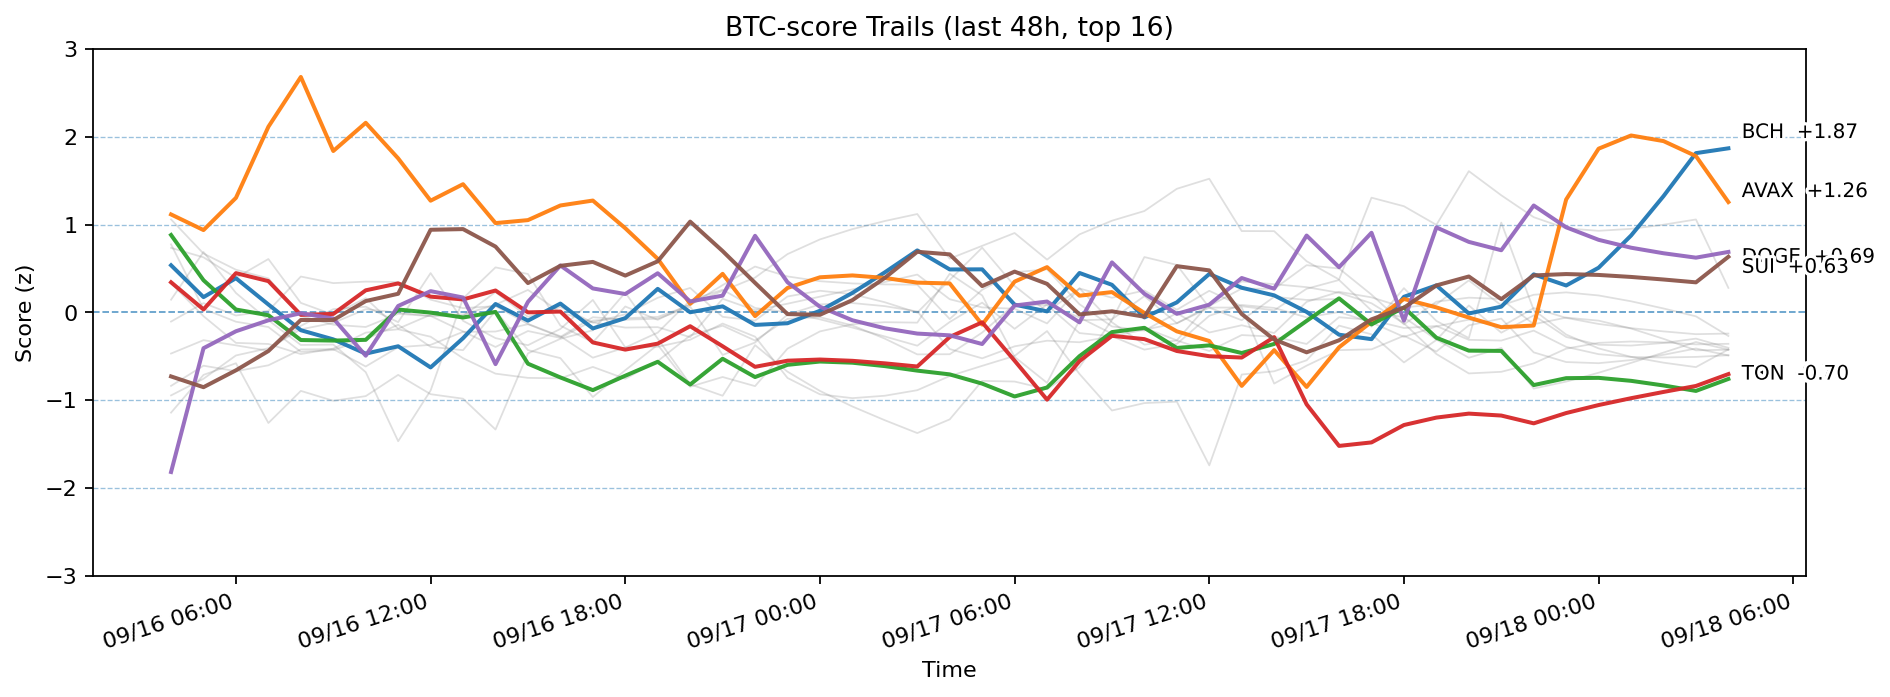 BTC-score Trails (last 48h, top 16)
Score (z)
3
2
1
0
−1
−2
−3
BCH +1.87
AVAX +1.26
DOGE +0.69
SUI +0.63
TON -0.70
09/16 06:00
09/16 12:00
09/16 18:00
09/17 00:00
09/17 06:00
09/17 12:00
09/17 18:00
09/18 00:00
09/18 06:00
Time